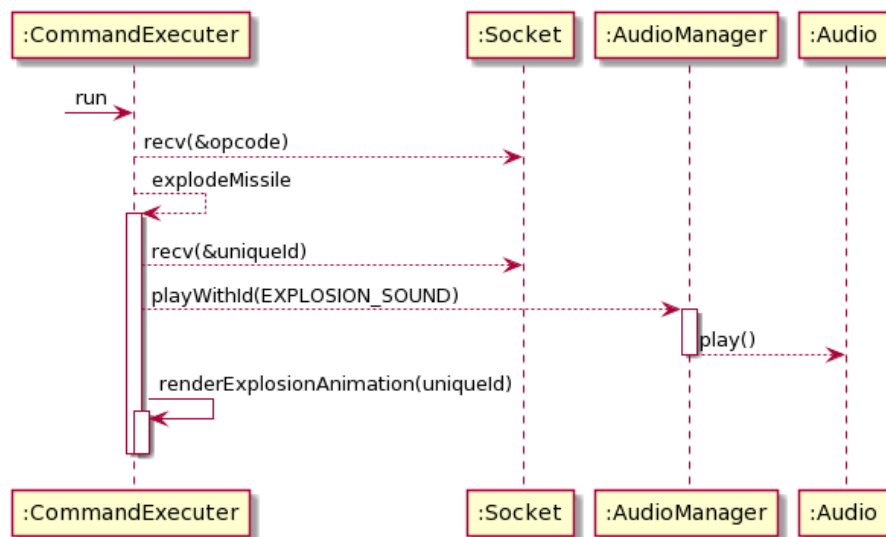 :CommandExecuter
:Socket
:AudioManager
:Audio
run
recv(&opcode)
explodeMissile
recv(&uniqueId)
playWithId(EXPLOSION_SOUND)
play()
renderExplosionAnimation(uniqueId)
:CommandExecuter
:Socket
:AudioManager
:Audio